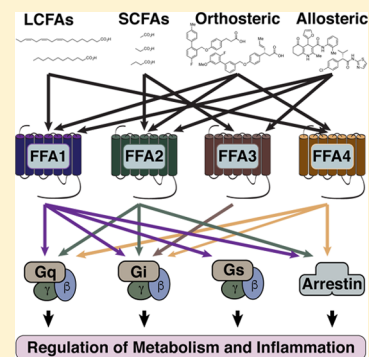 LCFAs SCFAs Orthosteric Allosteric
FFA1 FFA2 FFA3 FFA4
Gq Gi Gs Arrestin
γ β γ β γ β
Regulation of Metabolism and Inflammation